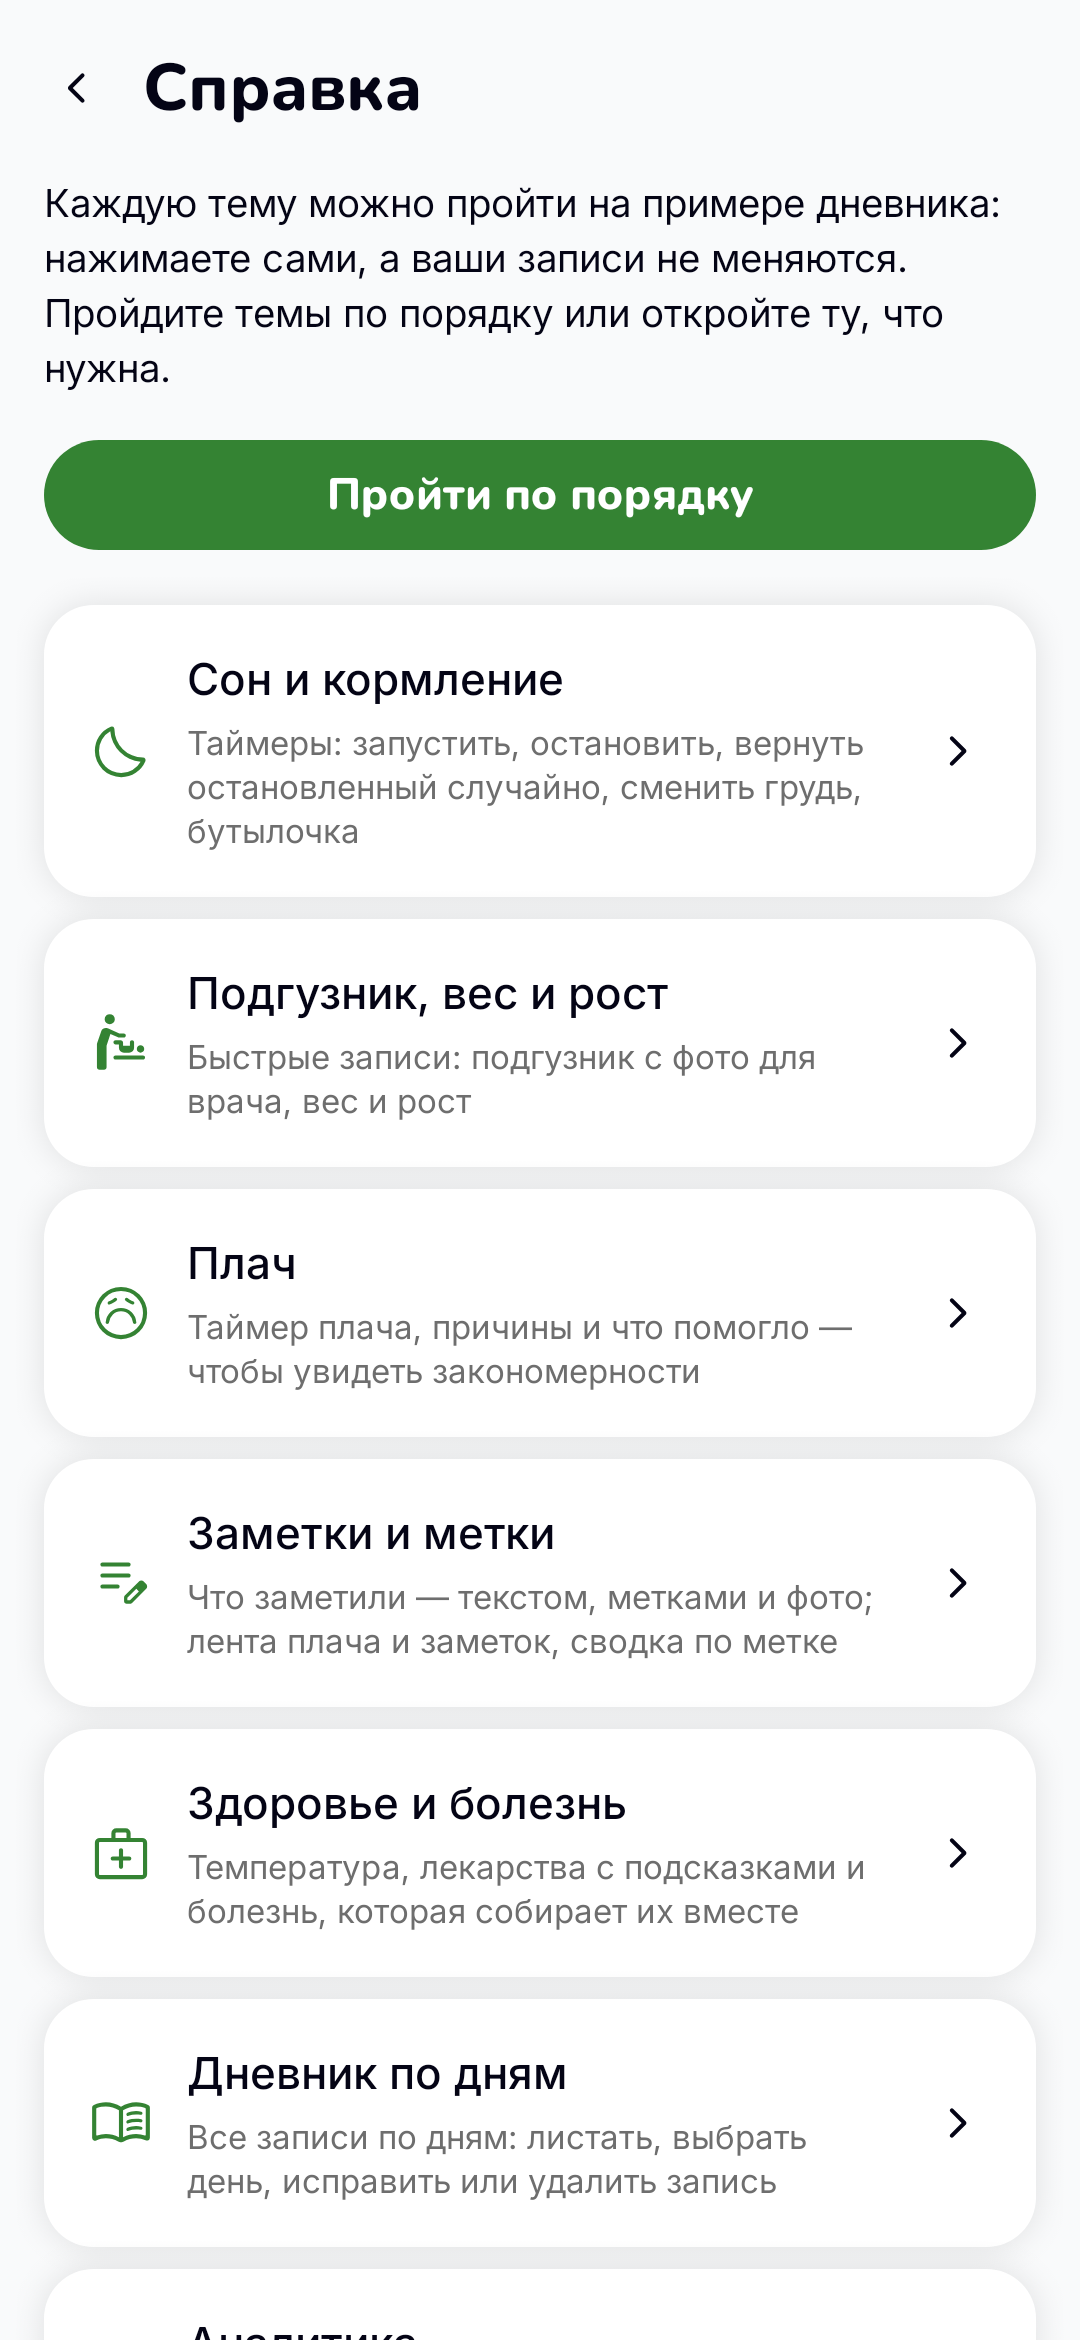 Справка
Каждую тему можно пройти на примере дневника:
нажимаете сами, а ваши записи не меняются.
Пройдите темы по порядку или откройте ту, что
нужна.
Пройти по порядку
Сон и кормление
Таймеры: запустить, остановить, вернуть
остановленный случайно, сменить грудь,
бутылочка
Подгузник, вес и рост
Быстрые записи: подгузник с фото для
врача, вес и рост
Плач
Таймер плача, причины и что помогло —
чтобы увидеть закономерности
Заметки и метки
Что заметили — текстом, метками и фото;
лента плача и заметок, сводка по метке
Здоровье и болезнь
Температура, лекарства с подсказками и
болезнь, которая собирает их вместе
Дневник по дням
Все записи по дням: листать, выбрать
день, исправить или удалить запись
Аналитика